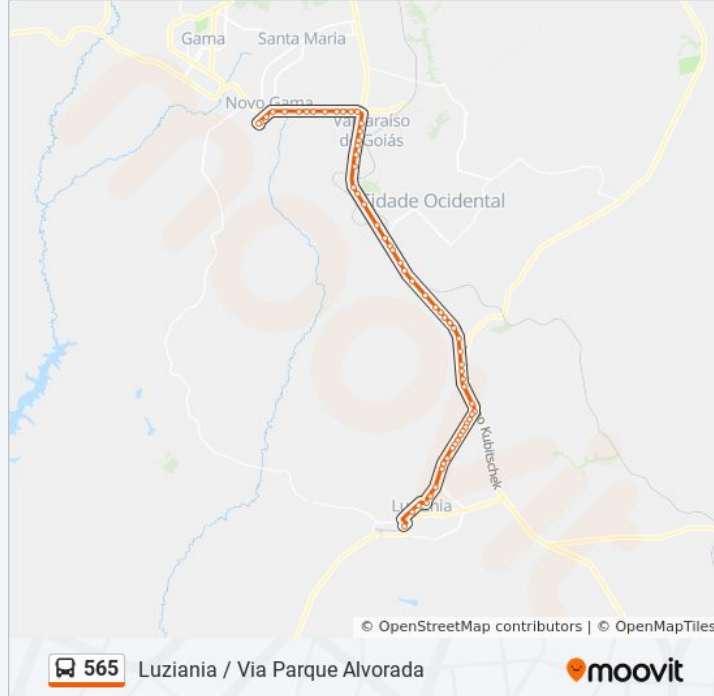 Gama
Santa Maria
Novo Gama
Valparaíso
de Goiás
Cidade Ocidental
o Kubitschek
Luziânia
© OpenStreetMap contributors | © OpenMapTiles
565
Luziania / Via Parque Alvorada
moovit